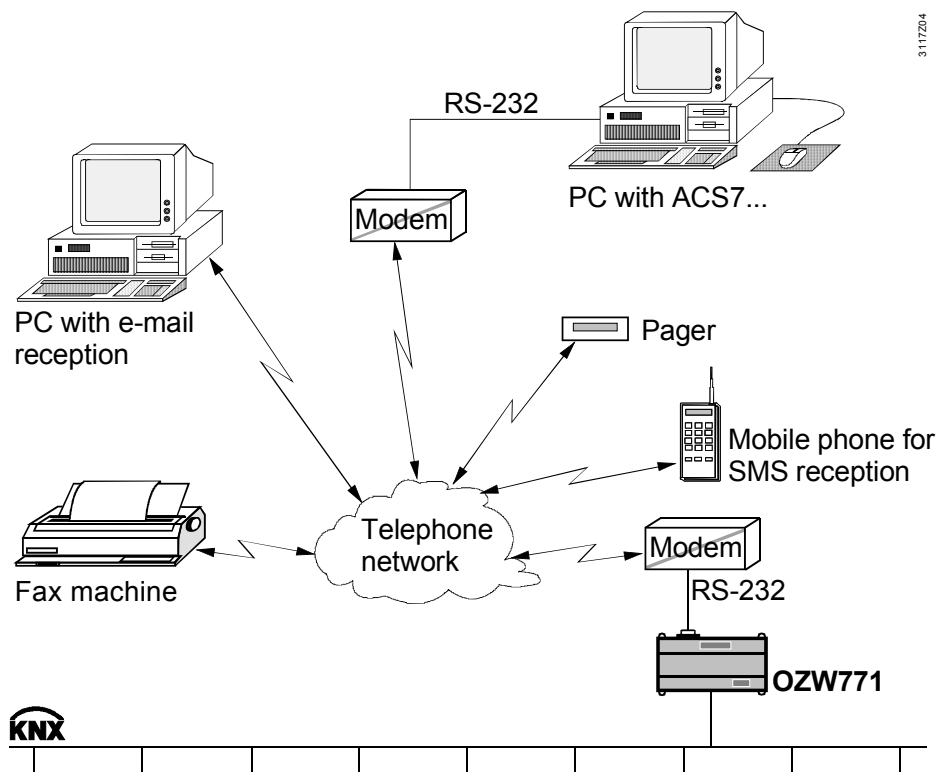 3117Z04
RS-232
PC with ACS7...
Modem
PC with e-mail
reception
Pager
Mobile phone for
SMS reception
Telephone
network
Modem
Fax machine
RS-232
OZW771
KNX